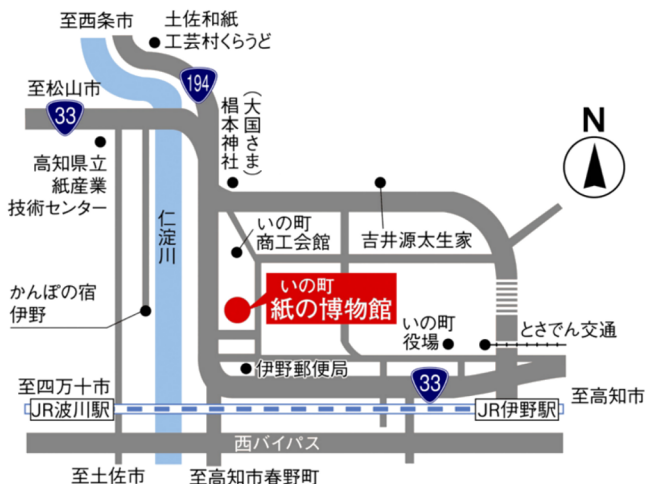 至西条市
土佐和紙
工芸村くらうど
194
至松山市
33
N
(大国さま)
椙本神社
高知県立
紙産業
技術センター
仁淀川
いの町
商工会館
吉井源太生家
かんぽの宿
伊野
いの町
紙の博物館
いの町
役場
とさでん交通
伊野郵便局
33
至四万十市
至高知市
JR波川駅
JR伊野駅
西バイパス
至土佐市
至高知市春野町